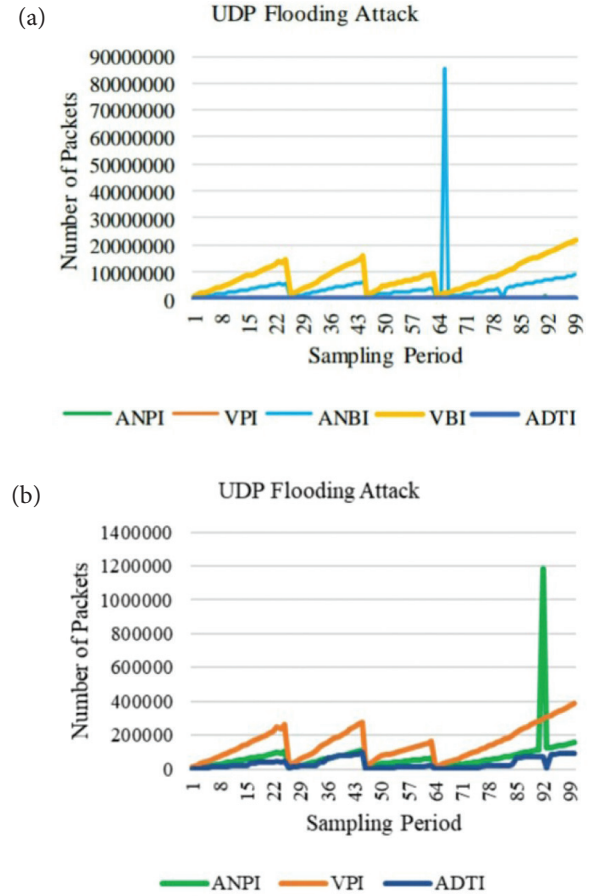 (a)
UDP Flooding Attack
Number of Packets
90000000
80000000
70000000
60000000
50000000
40000000
30000000
20000000
10000000
0
1 8 15 22 29 36 43 50 57 64 71 78 85 92 99
Sampling Period
ANPI VPI ANBI VBI ADTI
(b)
UDP Flooding Attack
Number of Packets
1400000
1200000
1000000
800000
600000
400000
200000
0
1 8 15 22 29 36 43 50 57 64 71 78 85 92 99
Sampling Period
ANPI VPI ADTI